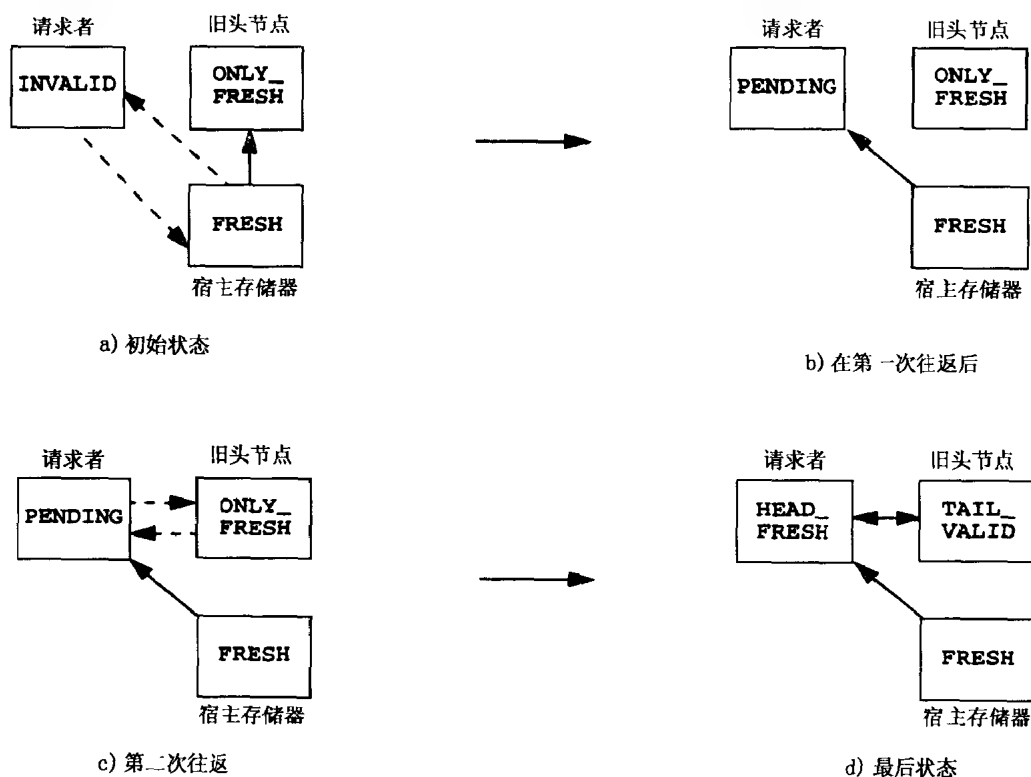 请求者 旧头节点
INVALID
ONLY_
FRESH
FRESH
宿主存储器
a) 初始状态
请求者 旧头节点
PENDING
ONLY_
FRESH
FRESH
宿主存储器
b) 在第一次往返后
请求者 旧头节点
PENDING
ONLY_
FRESH
FRESH
宿主存储器
c) 第二次往返
请求者 旧头节点
HEAD_
FRESH
TAIL_
VALID
FRESH
宿主存储器
d) 最后状态